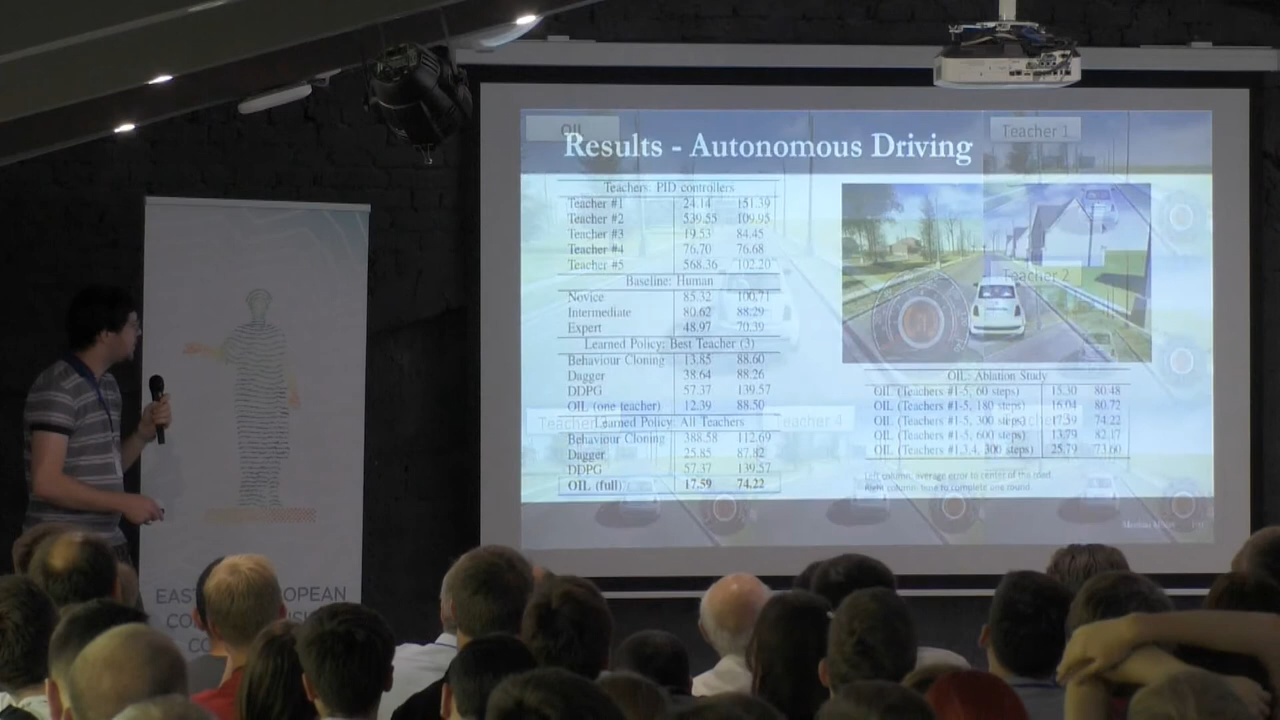 OIL
Teacher 1
Results - Autonomous Driving
Teachers: PID controllers
Teacher #1 24.14 151.39
Teacher #2 539.55 109.95
Teacher #3 19.53 84.45
Teacher #4 76.70 76.68
Teacher #5 568.36 102.20
Baseline: Human
Novice 85.32 100.71
Intermediate 80.62 88.29
Expert 48.97 70.39
Learned Policy: Best Teacher (3)
Behaviour Cloning 13.85 88.60
Dagger 38.64 88.26
DDPG 57.37 139.57
OIL (one teacher) 12.39 88.50
Learned Policy: All Teachers
Behaviour Cloning 388.58 112.69
Dagger 25.85 87.82
DDPG 57.37 139.57
OIL (full) 17.59 74.22
Teacher 2
OIL: Ablation Study
OIL (Teachers #1-5, 60 steps) 15.30 80.48
OIL (Teachers #1-5, 180 steps) 16.04 80.72
OIL (Teachers #1-5, 300 steps) 17.59 74.22
OIL (Teachers #1-5, 600 steps) 13.79 82.17
OIL (Teachers #1,3,4, 300 steps) 25.79 73.60
Teacher
Teacher 4
Left column: average error to center of the road.
Right column: time to complete one round.
EAST EUROPEAN